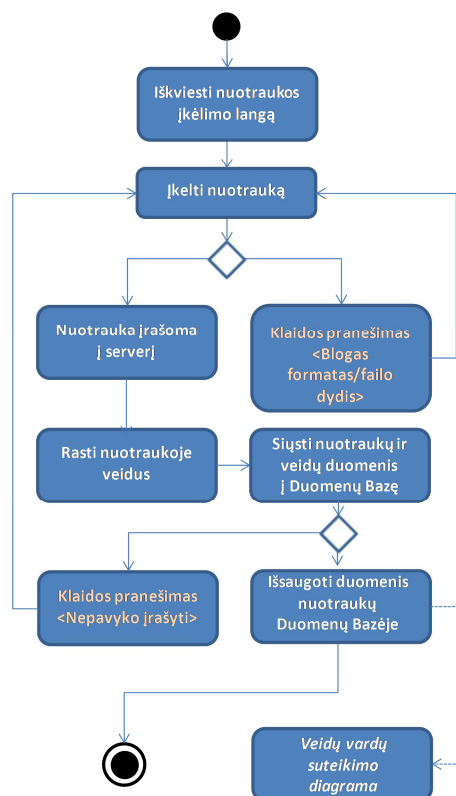 Iškviesti nuotraukos
įkėlimo langą
Įkelti nuotrauką
Nuotrauka įrašoma
į serverį
Klaidos pranešimas
<Blogas
formatas/failo
dydis>
Rasti nuotraukoje
veidus
Siųsti nuotraukų ir
veidų duomenis
į Duomenų Bazę
Klaidos pranešimas
<Nepavyko įrašyti>
Išsaugoti duomenis
nuotraukų
Duomenų Bazėje
Veidų vardų
suteikimo
diagrama